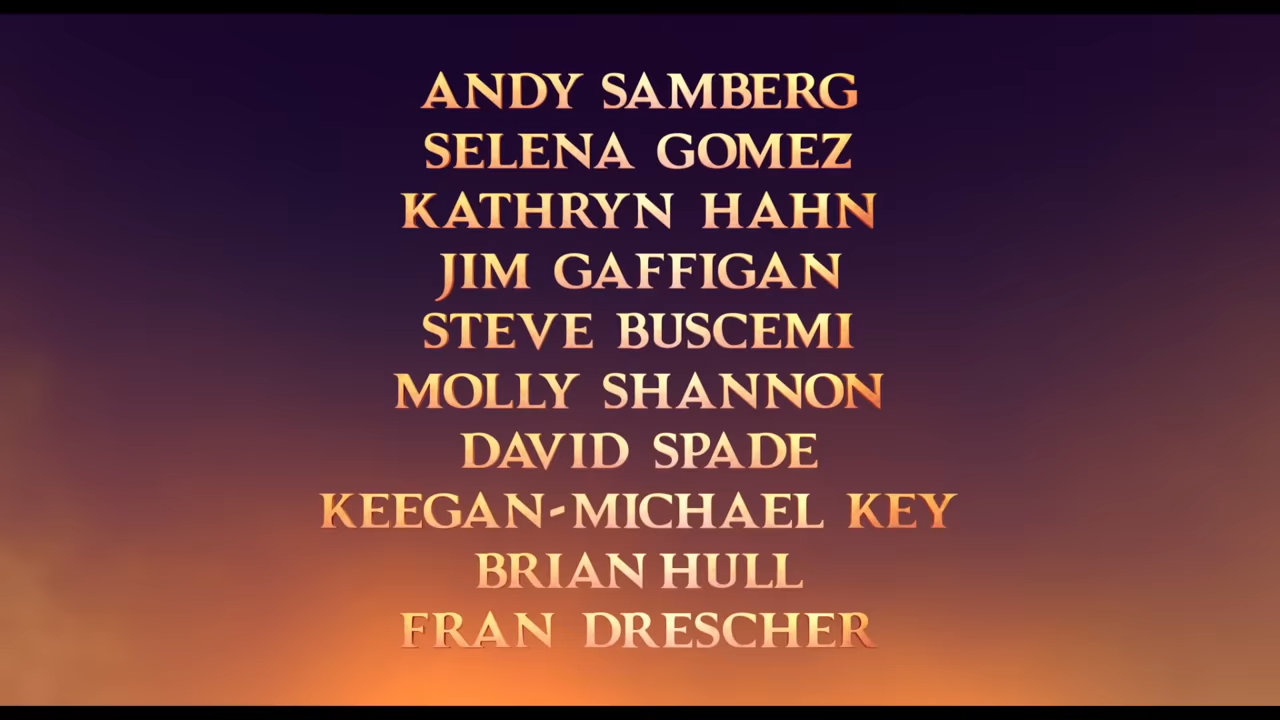 ANDY SAMBERG
SELENA GOMEZ
KATHRYN HAHN
JIM GAFFIGAN
STEVE BUSCEMI
MOLLY SHANNON
DAVID SPADE
KEEGAN-MICHAEL KEY
BRIAN HULL
FRAN DRESCHER